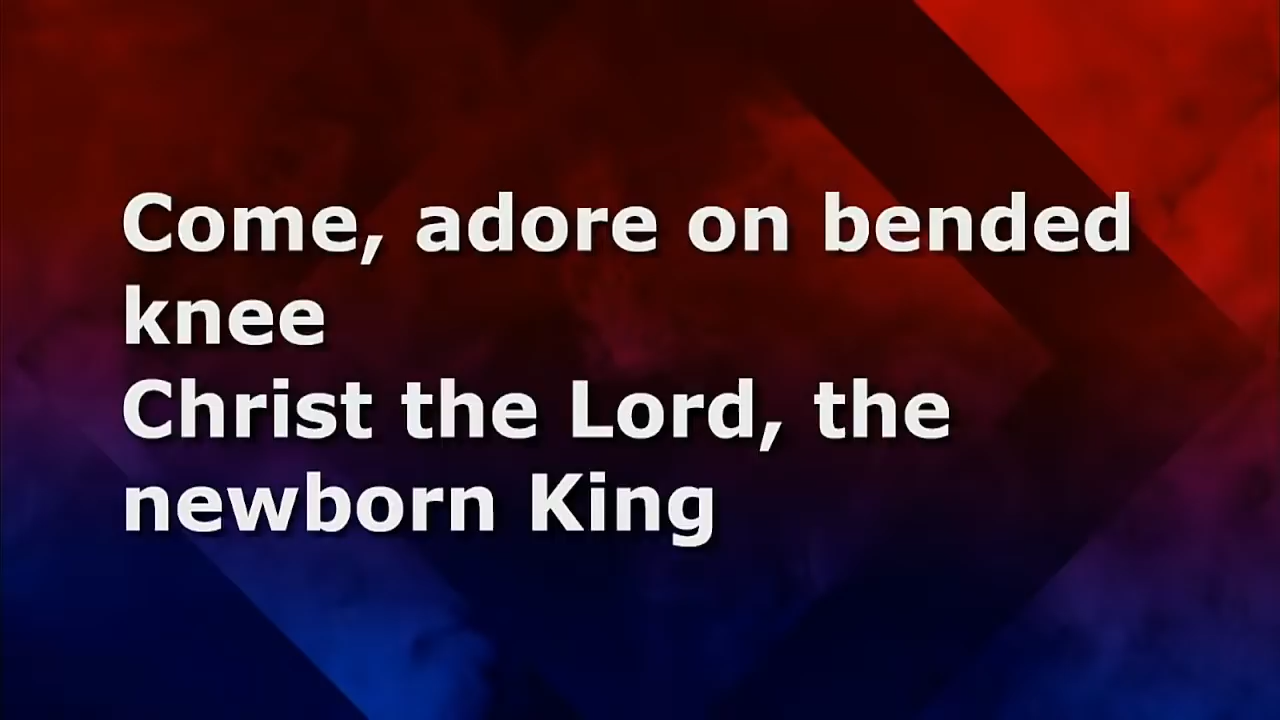 Come, adore on bended
knee
Christ the Lord, the
newborn King